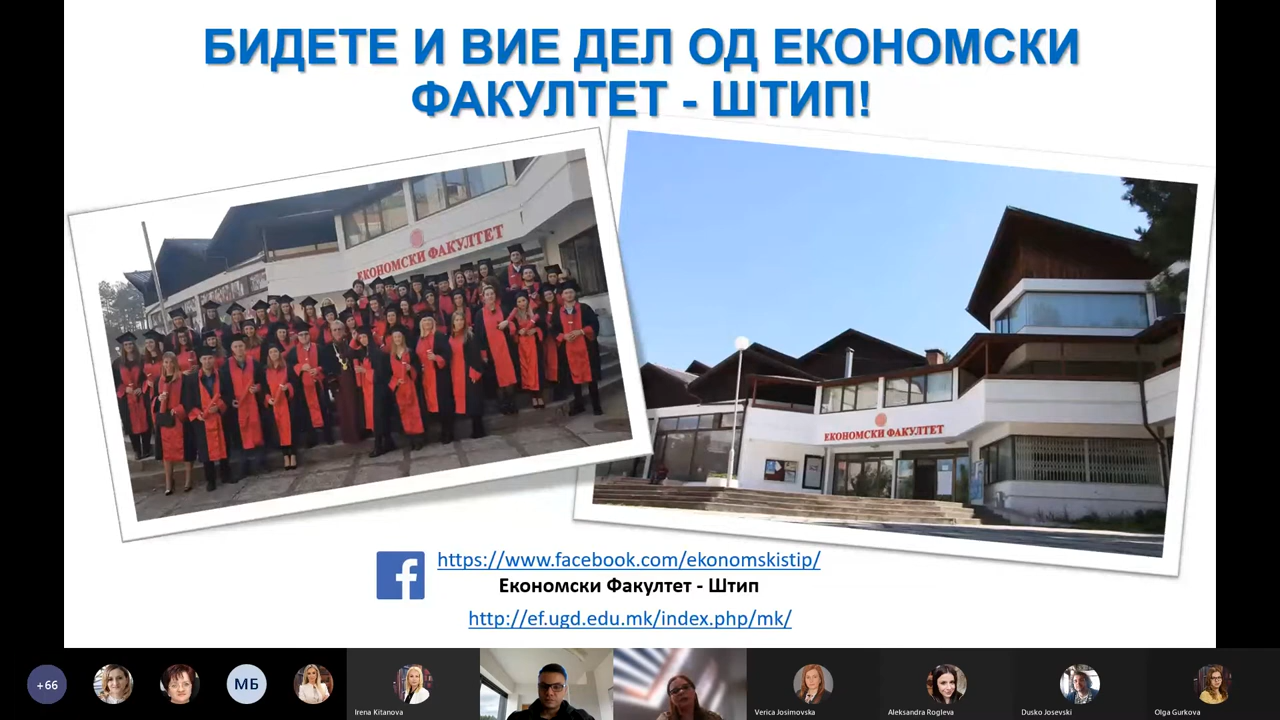 БИДЕТЕ И ВИЕ ДЕЛ ОД ЕКОНОМСКИ
ФАКУЛТЕТ - ШТИП!
ЕКОНОМСКИ ФАКУЛТЕТ
ЕКОНОМСКИ ФАКУЛТЕТ
https://www.facebook.com/ekonomskistip/
Економски Факултет - Штип
http://ef.ugd.edu.mk/index.php/mk/
+66
МБ
Irena Kitanova
Verica Josimovska
Aleksandra Rogleva
Dusko Josevski
Olga Gurkova